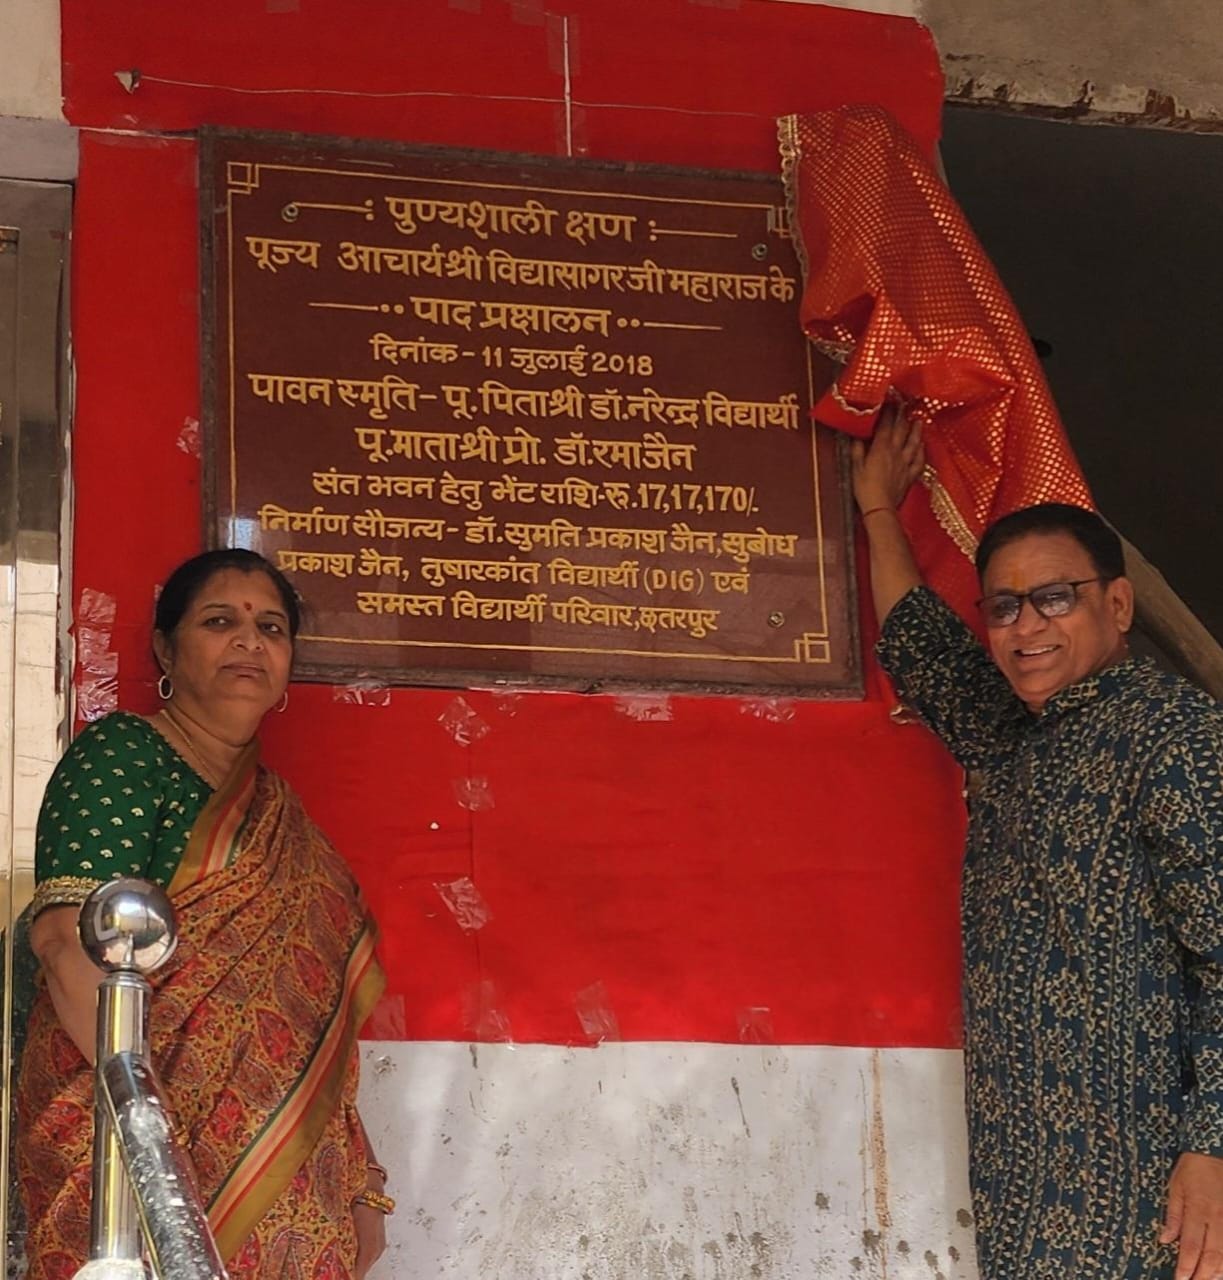 : पुण्यशाली क्षण :
पूज्य आचार्यश्री विद्यासागर जी महाराज के
पाद प्रक्षालन
दिनांक - 11 जुलाई 2018
पावन स्मृति - पू. पिताश्री डॉ. नरेन्द्र विद्यार्थी
पू. माताश्री प्रो. डॉ. रमा जैन
संत भवन हेतु भेंट राशि-रु. 17,17,170/.
निर्माण सौजन्य - डॉ. सुमति प्रकाश जैन, सुबोध
प्रकाश जैन, तुषारकांत विद्यार्थी (DIG) एवं
समस्त विद्यार्थी परिवार, छतरपुर